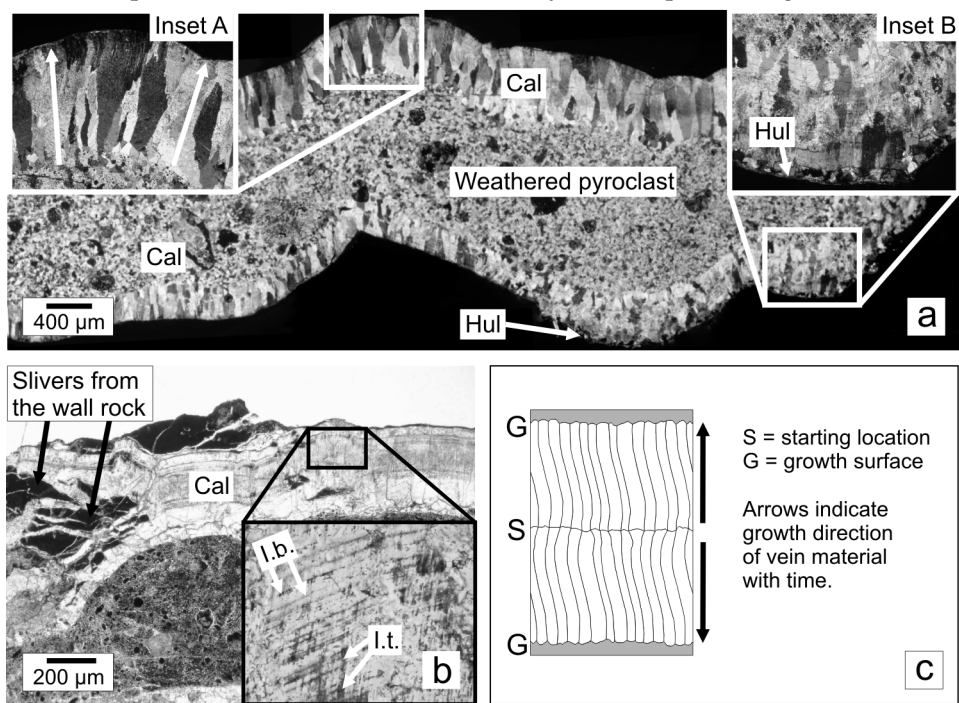 Inset A
Inset B
Cal
Hul
Weathered pyroclast
Cal
400 µm
Hul
a
Slivers from
the wall rock
Cal
l.b.
l.t.
200 µm
b
G
S
G
S = starting location
G = growth surface
Arrows indicate
growth direction
of vein material
with time.
c